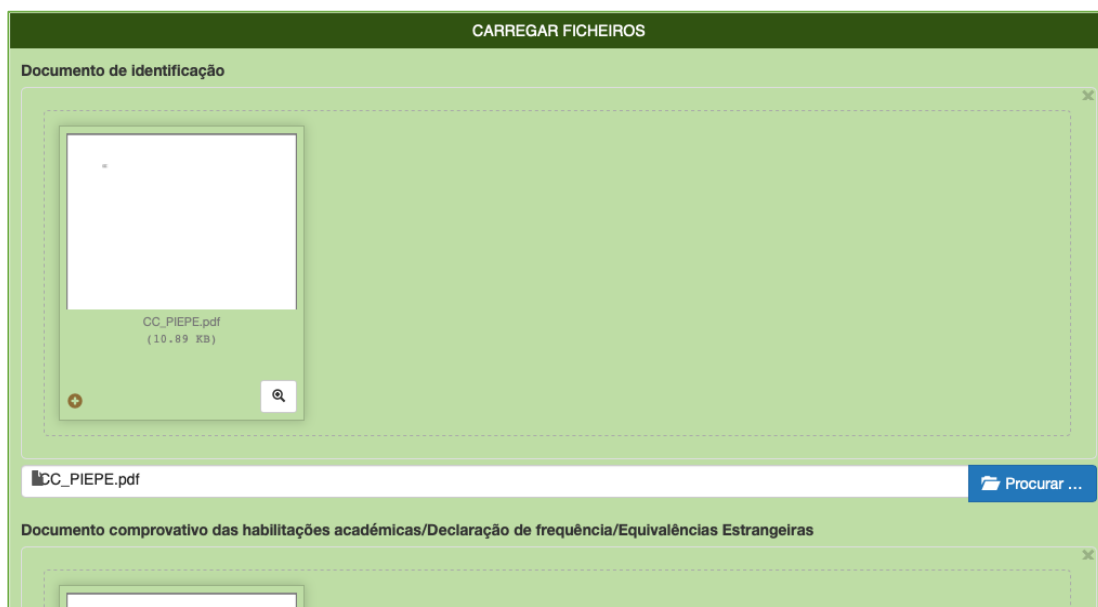 CARREGAR FICHEIROS
Documento de identificação
CC_PIEPE.pdf
(10.89 KB)
CC_PIEPE.pdf
Procurar ...
Documento comprovativo das habilitações académicas/Declaração de frequência/Equivalências Estrangeiras